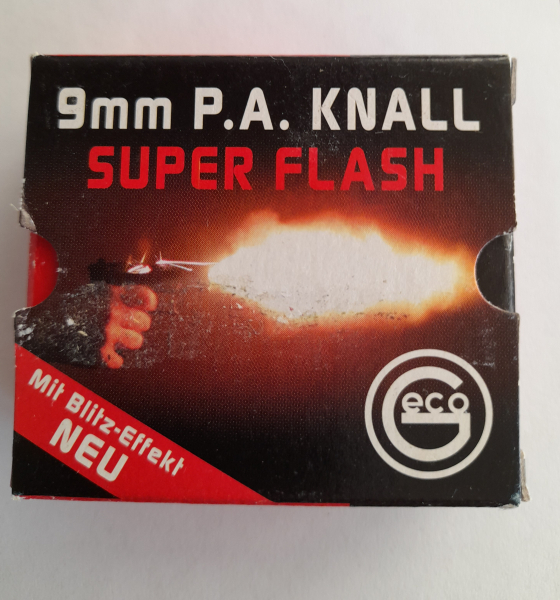 9mm P.A. KNALL
SUPER FLASH
Geco
Mit Blitz-Effekt
NEU